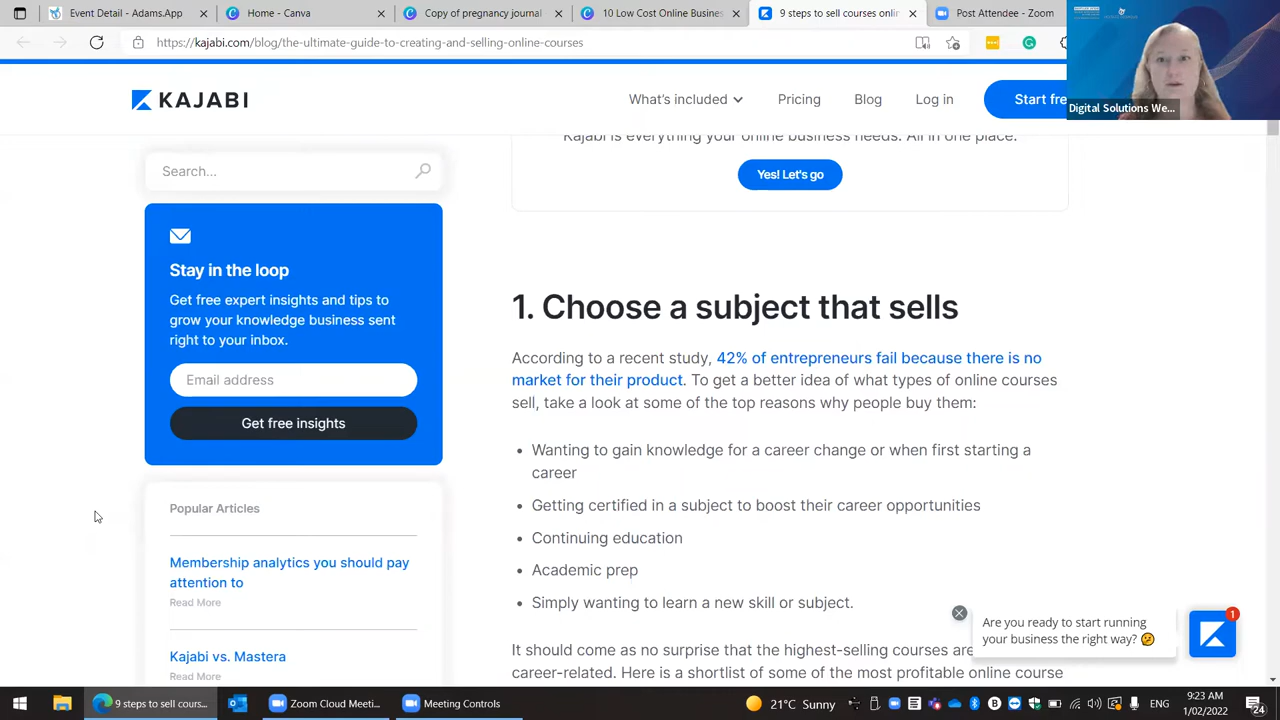 Event Detail - Adams.App
Home - Canva
Copy of pregnancy journal
10 Low Cost Online Busine
9 steps to sell courses onlin
Post Attendee - Zoom
https://kajabi.com/blog/the-ultimate-guide-to-creating-and-selling-online-courses
Digital Solutions We...
KAJABI
What's included
Pricing
Blog
Log in
Start fre
Kajabi is everything your online business needs. All in one place.
Yes! Let's go
Search...
Stay in the loop
Get free expert insights and tips to
grow your knowledge business sent
right to your inbox.
Email address
Get free insights
Popular Articles
Membership analytics you should pay
attention to
Read More
Kajabi vs. Mastera
Read More
1. Choose a subject that sells
According to a recent study, 42% of entrepreneurs fail because there is no
market for their product. To get a better idea of what types of online courses
sell, take a look at some of the top reasons why people buy them:
• Wanting to gain knowledge for a career change or when first starting a
career
• Getting certified in a subject to boost their career opportunities
• Continuing education
• Academic prep
• Simply wanting to learn a new skill or subject.
It should come as no surprise that the highest-selling courses are
career-related. Here is a shortlist of some of the most profitable online course
Are you ready to start running
your business the right way?
1
9 steps to sell cours...
Zoom Cloud Meeti...
Meeting Controls
21°C Sunny
ENG
9:23 AM
1/02/2022
24